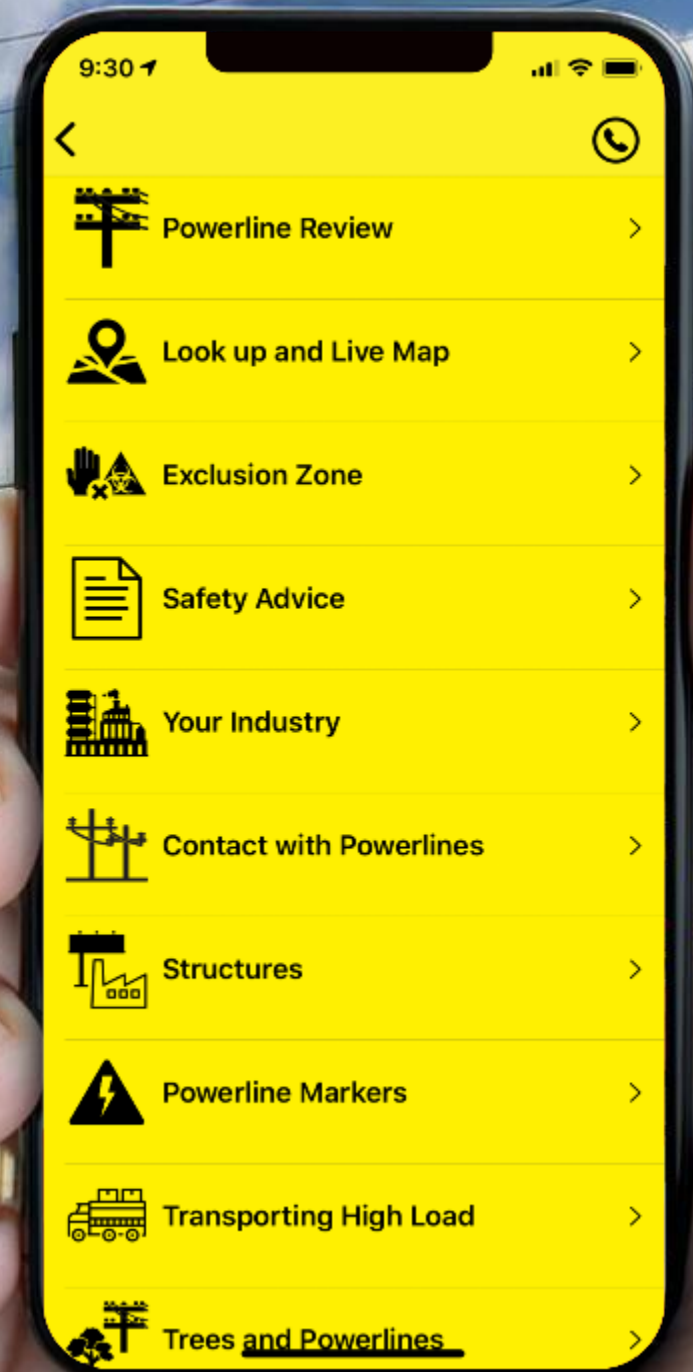 9:30
Powerline Review
Look up and Live Map
Exclusion Zone
Safety Advice
Your Industry
Contact with Powerlines
Structures
Powerline Markers
Transporting High Load
Trees and Powerlines